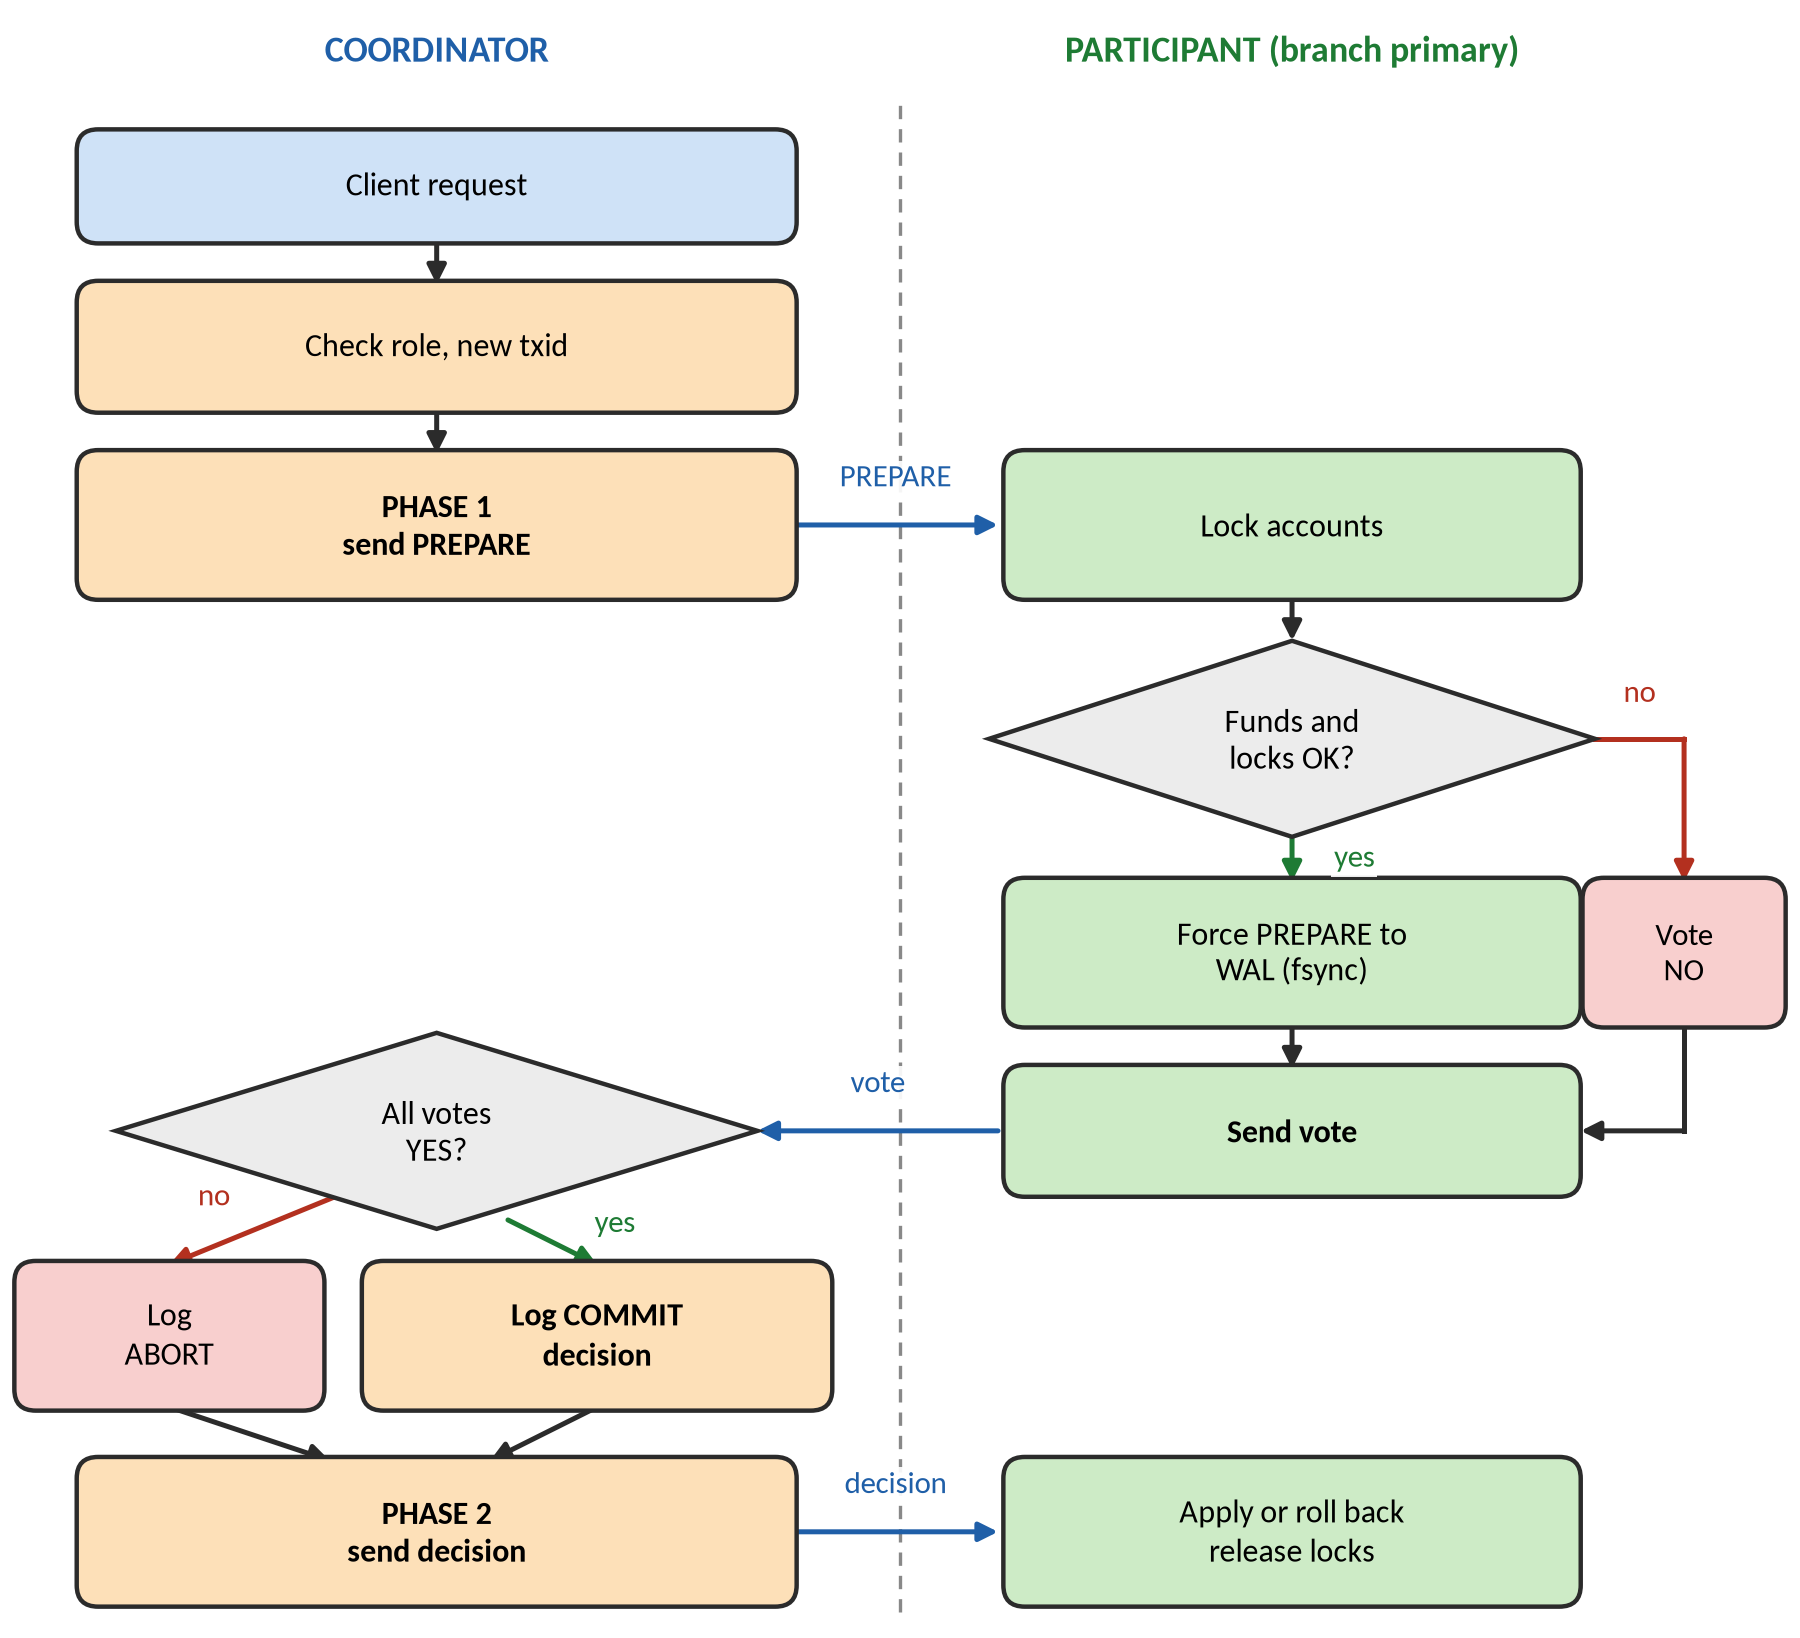 COORDINATOR
PARTICIPANT (branch primary)
Client request
Check role, new txid
PHASE 1
send PREPARE
PREPARE
Lock accounts
Funds and
locks OK?
no
yes
Force PREPARE to
WAL (fsync)
Vote
NO
Send vote
vote
All votes
YES?
no
yes
Log
ABORT
Log COMMIT
decision
PHASE 2
send decision
decision
Apply or roll back
release locks